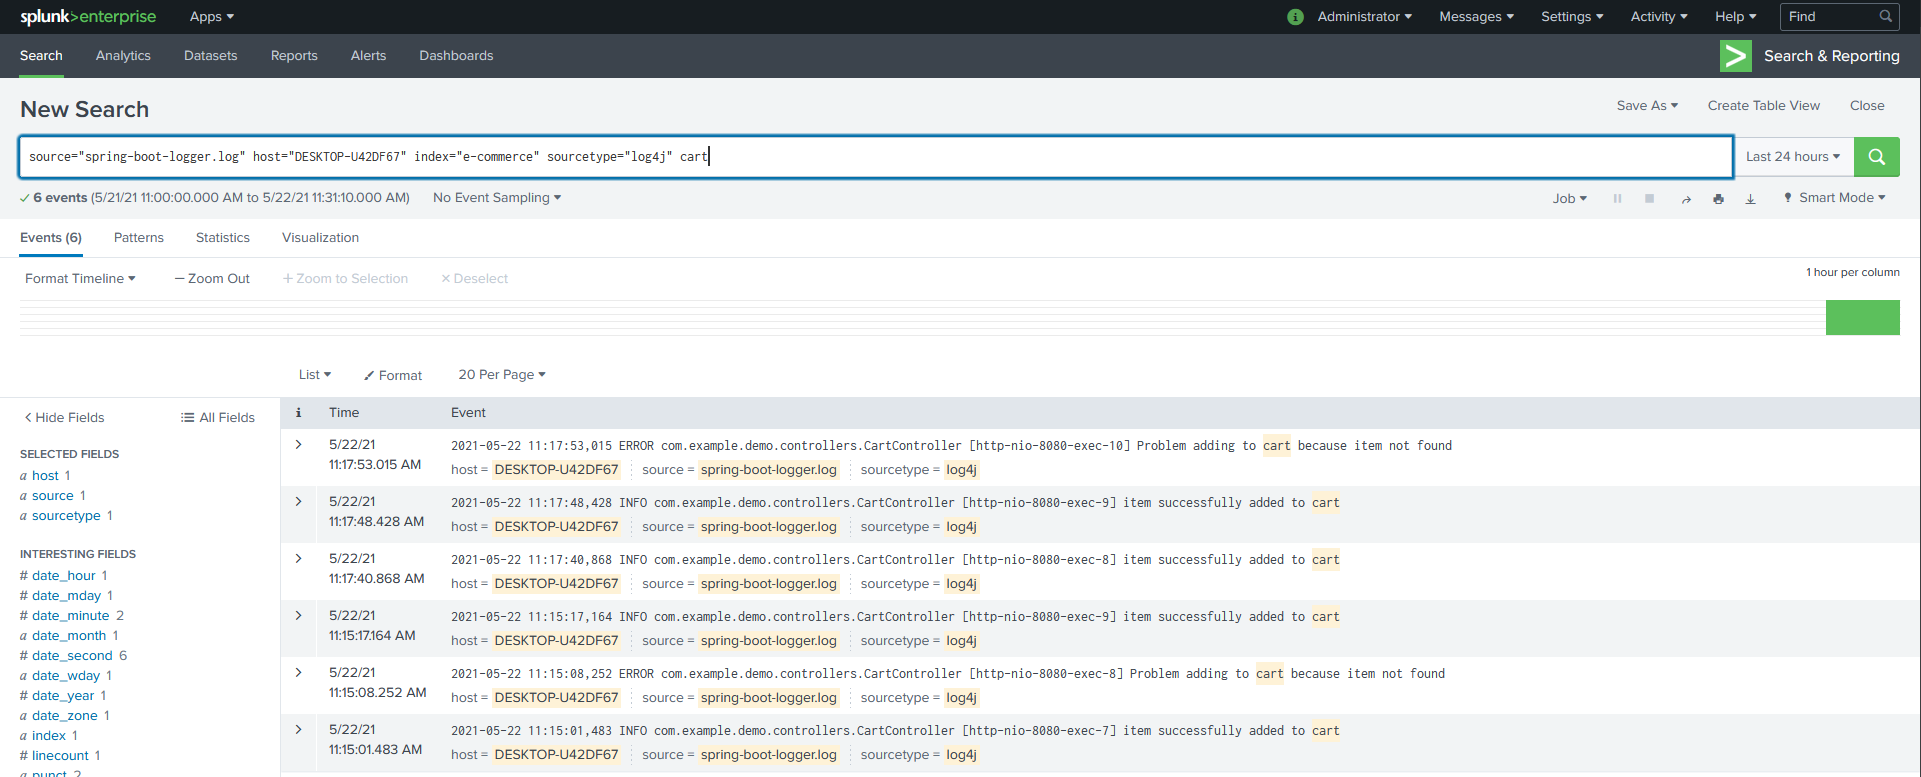 splunk>enterprise Apps Administrator Messages Settings Activity Help Find
Search Analytics Datasets Reports Alerts Dashboards Search & Reporting
New Search Save As Create Table View Close
source="spring-boot-logger.log" host="DESKTOP-U42DF67" index="e-commerce" sourcetype="log4j" cart Last 24 hours
6 events (5/21/21 11:00:00.000 AM to 5/22/21 11:31:10.000 AM) No Event Sampling Job Smart Mode
Events (6) Patterns Statistics Visualization
Format Timeline — Zoom Out + Zoom to Selection × Deselect 1 hour per column
List Format 20 Per Page
< Hide Fields All Fields
SELECTED FIELDS
a host 1
a source 1
a sourcetype 1
INTERESTING FIELDS
# date_hour 1
# date_mday 1
# date_minute 2
a date_month 1
# date_second 6
a date_wday 1
# date_year 1
a date_zone 1
a index 1
# linecount 1
a punct 2
i Time Event
> 5/22/21 11:17:53.015 AM
2021-05-22 11:17:53,015 ERROR com.example.demo.controllers.CartController [http-nio-8080-exec-10] Problem adding to cart because item not found
host = DESKTOP-U42DF67 source = spring-boot-logger.log sourcetype = log4j
> 5/22/21 11:17:48.428 AM
2021-05-22 11:17:48,428 INFO com.example.demo.controllers.CartController [http-nio-8080-exec-9] item successfully added to cart
host = DESKTOP-U42DF67 source = spring-boot-logger.log sourcetype = log4j
> 5/22/21 11:17:40.868 AM
2021-05-22 11:17:40,868 INFO com.example.demo.controllers.CartController [http-nio-8080-exec-8] item successfully added to cart
host = DESKTOP-U42DF67 source = spring-boot-logger.log sourcetype = log4j
> 5/22/21 11:15:17.164 AM
2021-05-22 11:15:17,164 INFO com.example.demo.controllers.CartController [http-nio-8080-exec-9] item successfully added to cart
host = DESKTOP-U42DF67 source = spring-boot-logger.log sourcetype = log4j
> 5/22/21 11:15:08.252 AM
2021-05-22 11:15:08,252 ERROR com.example.demo.controllers.CartController [http-nio-8080-exec-8] Problem adding to cart because item not found
host = DESKTOP-U42DF67 source = spring-boot-logger.log sourcetype = log4j
> 5/22/21 11:15:01.483 AM
2021-05-22 11:15:01,483 INFO com.example.demo.controllers.CartController [http-nio-8080-exec-7] item successfully added to cart
host = DESKTOP-U42DF67 source = spring-boot-logger.log sourcetype = log4j